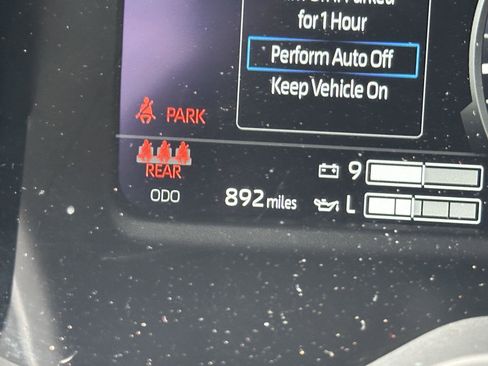 for 1 Hour
Perform Auto Off
Keep Vehicle On
PARK
REAR
9
ODO 892 miles
L